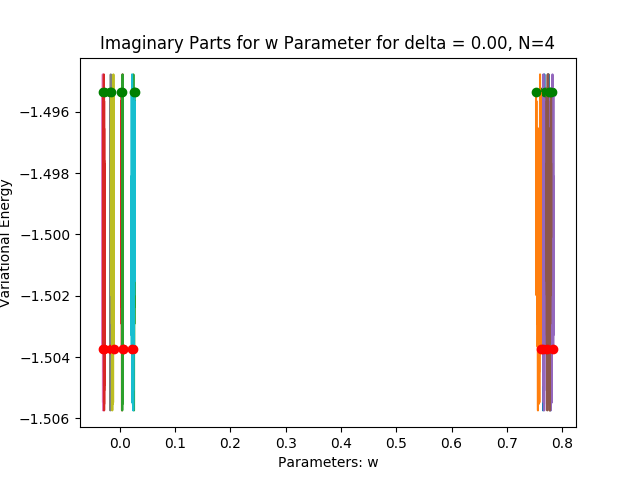 Imaginary Parts for w Parameter for delta = 0.00, N=4
Variational Energy
−1.496
−1.498
−1.500
−1.502
−1.504
−1.506
0.0 0.1 0.2 0.3 0.4 0.5 0.6 0.7 0.8
Parameters: w